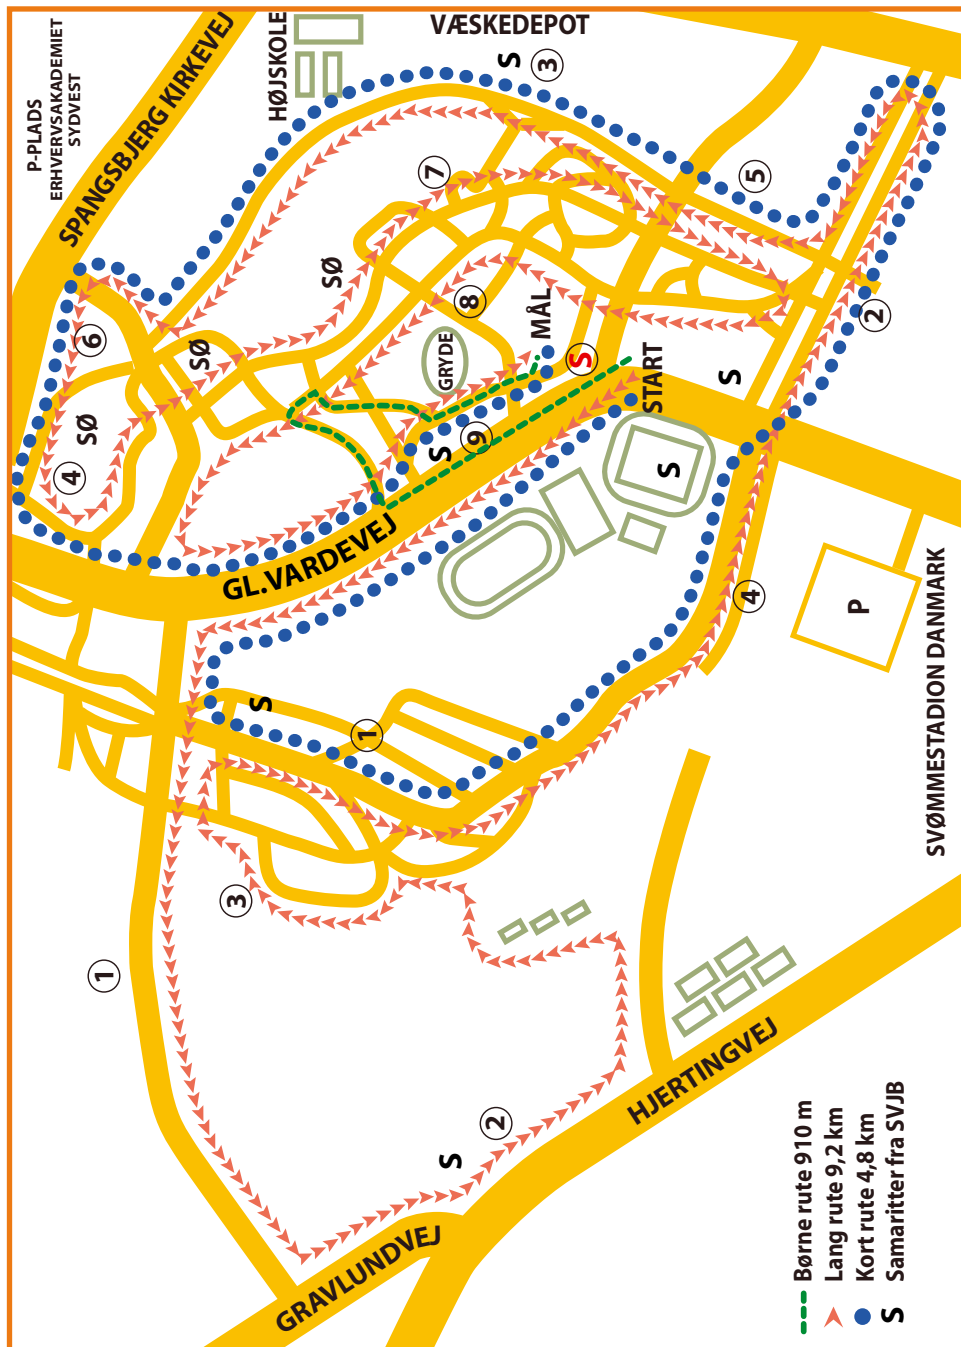 P-PLADS
ERHVERVSAKADEMIET
SYDVEST
SPANGSBJERG KIRKEVEJ
HØJSKOLE
VÆSKEDEPOT
S
3
5
2
7
SØ
8
MÅL
GRYDE
S
START
S
6
SØ
SØ
4
9
S
S
GL.VARDEVEJ
4
P
SVØMMESTADION DANMARK
S
1
3
1
2
S
HJERTINGVEJ
GRAVLUNDVEJ
Børne rute 910 m
Lang rute 9,2 km
Kort rute 4,8 km
S Samaritter fra SVJB